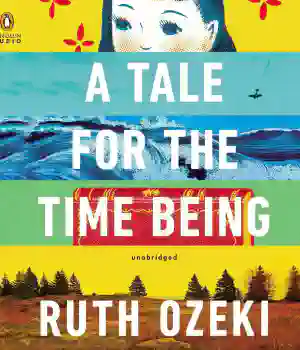 PENGUIN
AUDIO
A TALE
FOR THE
TIME BEING
unabridged
RUTH OZEKI